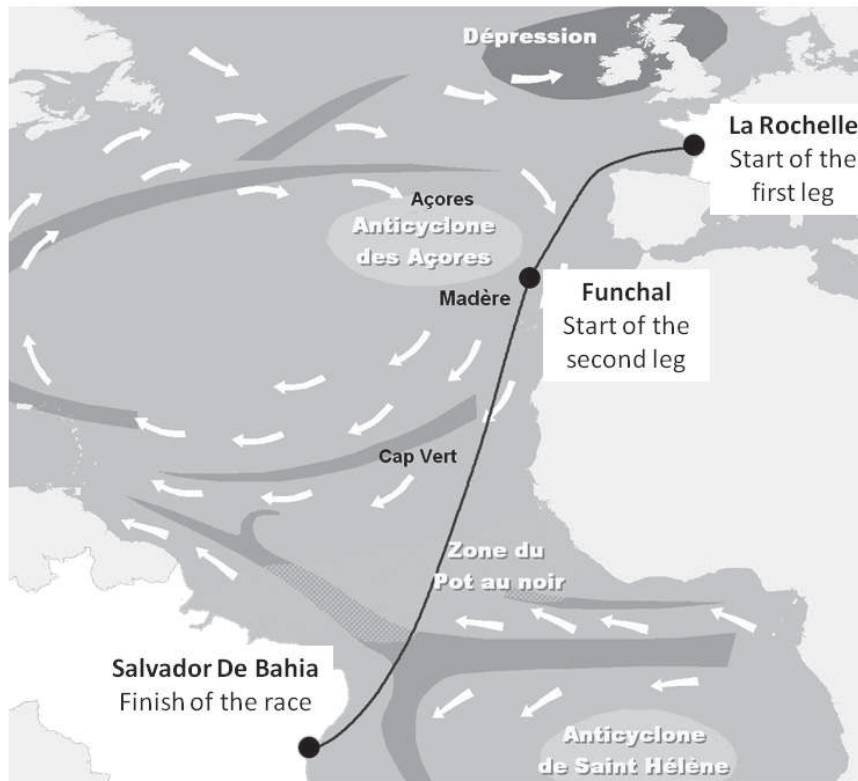 Dépression
La Rochelle
Start of the
first leg
Açores
Anticyclone
des Açores
Madère
Funchal
Start of the
second leg
Cap Vert
Zone du
Pot au noir
Salvador De Bahia
Finish of the race
Anticyclone
de Saint Hélène